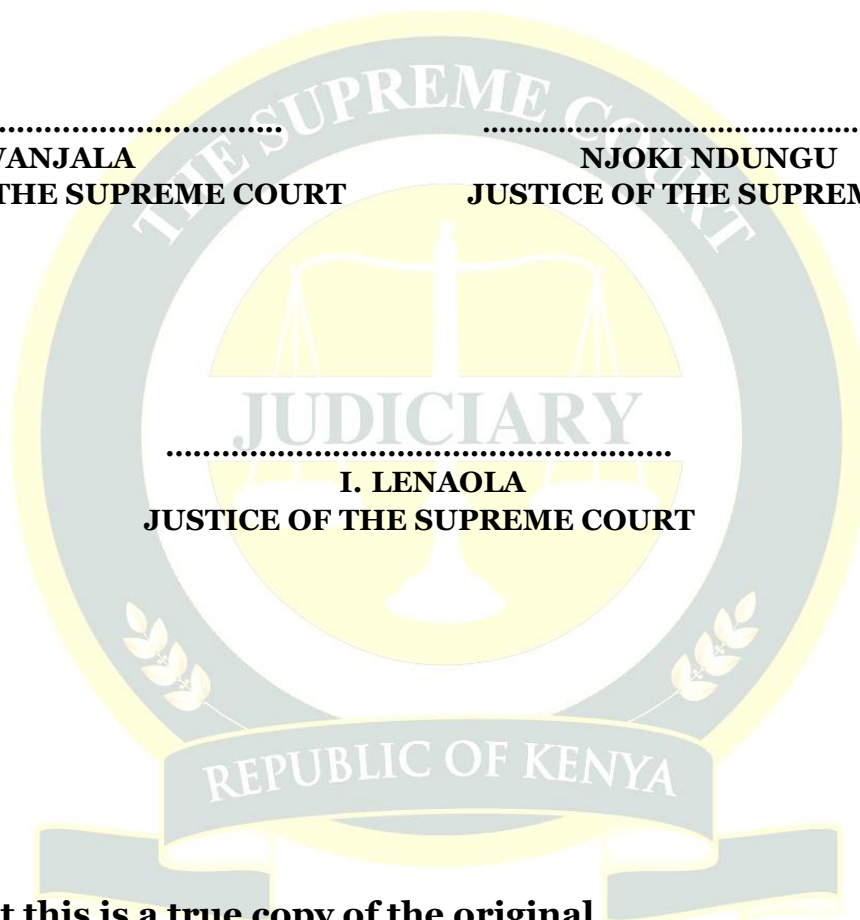 THE SUPREME COURT
.............................. ..........................................
WANJALA NJOKI NDUNGU
THE SUPREME COURT JUSTICE OF THE SUPREM
JUDICIARY
.......................................................
I. LENAOLA
JUSTICE OF THE SUPREME COURT
REPUBLIC OF KENYA
t this is a true copy of the original